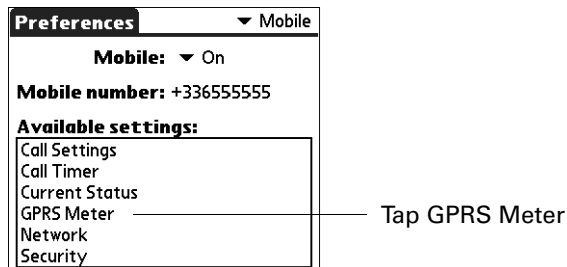 Preferences Mobile
Mobile: On
Mobile number: +336555555
Available settings:
Call Settings
Call Timer
Current Status
GPRS Meter
Network
Security
Tap GPRS Meter